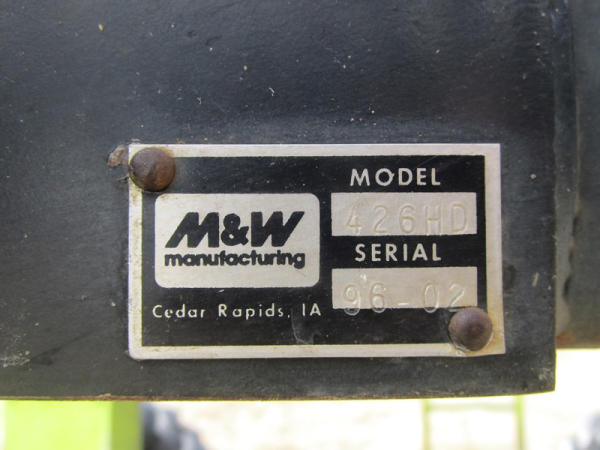 MODEL
426HD
M&W
manufacturing
SERIAL
96-02
Cedar Rapids, IA